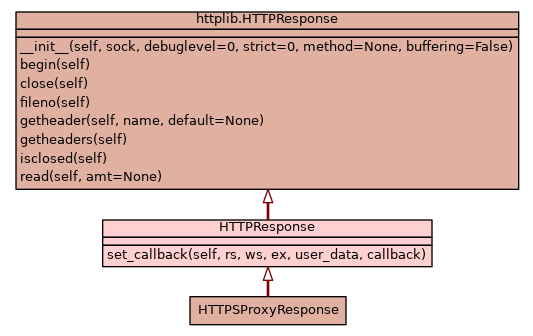 httplib.HTTPResponse
__init__(self, sock, debuglevel=0, strict=0, method=None, buffering=False)
begin(self)
close(self)
fileno(self)
getheader(self, name, default=None)
getheaders(self)
isclosed(self)
read(self, amt=None)
HTTPResponse
set_callback(self, rs, ws, ex, user_data, callback)
HTTPSProxyResponse